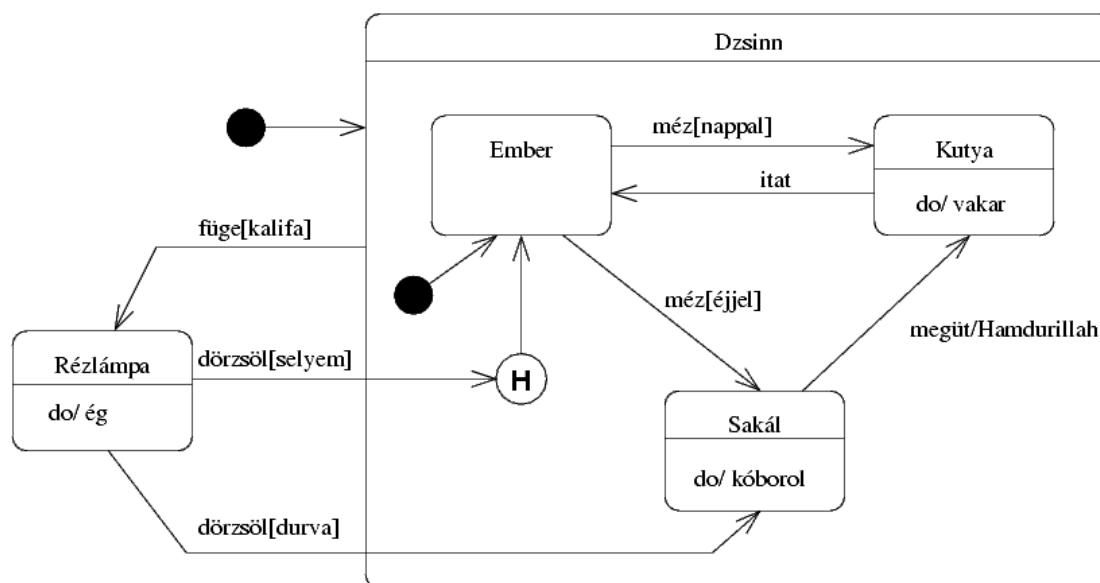 Dzsinn
Ember
méz[nappal]
Kutya
itat
do/ vakar
füge[kalifa]
méz[éjjel]
megüt/Hamdurillah
Rézlámpa
dörzsöl[selyem]
H
do/ ég
Sakál
do/ kóborol
dörzsöl[durva]